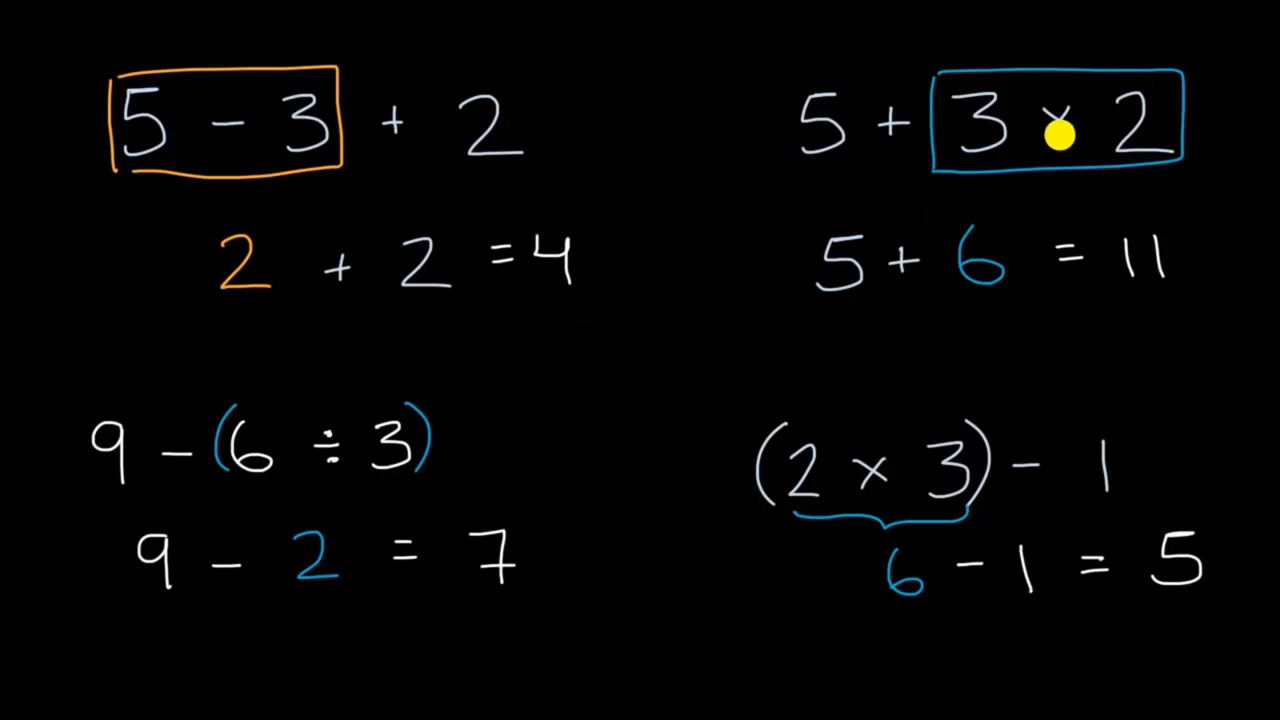 5 - 3 + 2
2 + 2 = 4
5 + 3 × 2
5 + 6 = 11
9 - (6 ÷ 3)
9 - 2 = 7
(2 × 3) - 1
6 - 1 = 5